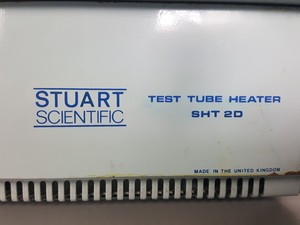 STUART
SCIENTIFIC
TEST TUBE HEATER
SHT 2D
MADE IN THE UNITED KINGDOM